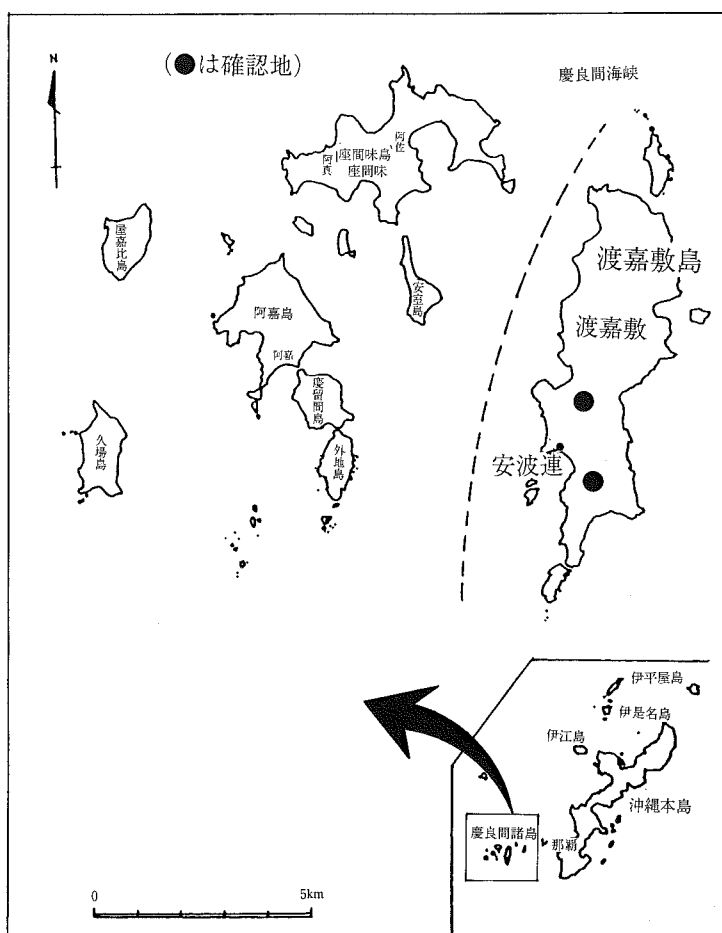 N
(●は確認地)
慶良間海峡
阿佐
座間味島
阿真
座間味
屋嘉比島
渡嘉敷島
安室島
阿嘉島
渡嘉敷
阿嘉
慶留間島
久場島
外地島
安波連
伊平屋島
伊是名島
伊江島
沖縄本島
慶良間諸島
那覇
0
5km